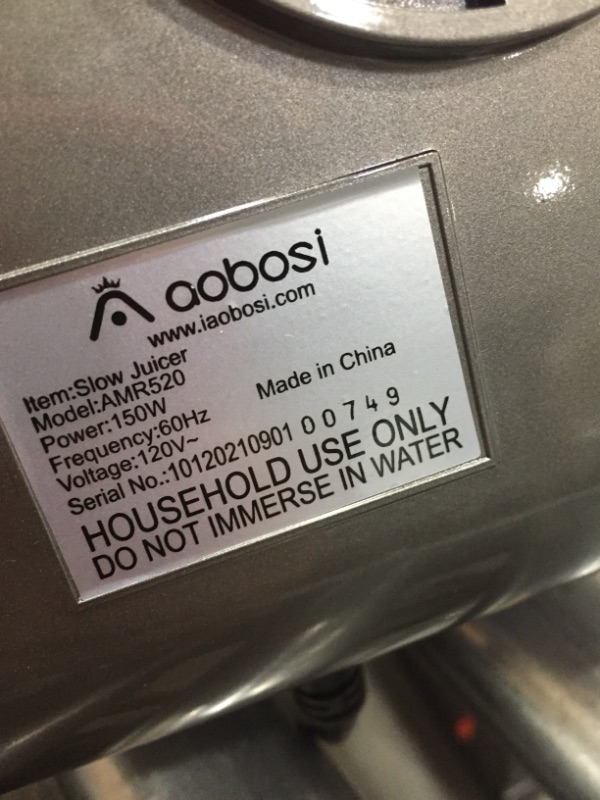 aobosi
www.iaobosi.com
Item:Slow Juicer
Model:AMR520
Power:150W
Made in China
Frequency:60Hz
Voltage:120V~
Serial No.:10120210901 00749
HOUSEHOLD USE ONLY
DO NOT IMMERSE IN WATER